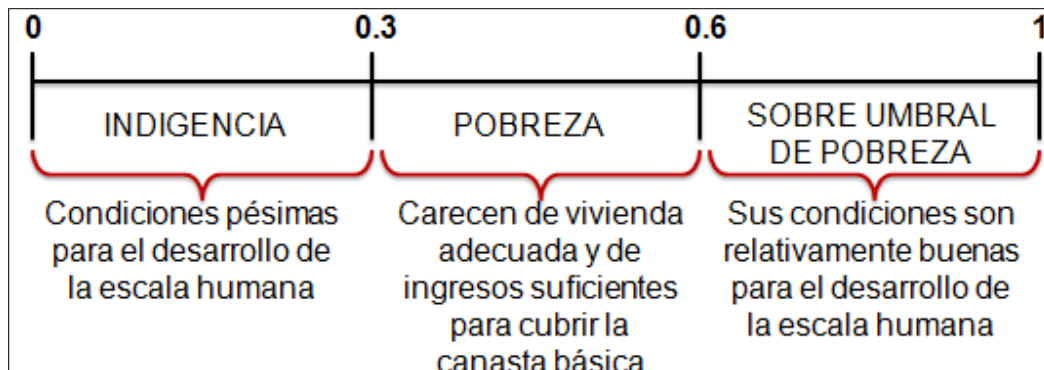 0 0.3 0.6 1
INDIGENCIA
POBREZA
SOBRE UMBRAL
DE POBREZA
Condiciones pésimas
para el desarrollo de
la escala humana
Carecen de vivienda
adecuada y de
ingresos suficientes
para cubrir la
canasta básica
Sus condiciones son
relativamente buenas
para el desarrollo de
la escala humana